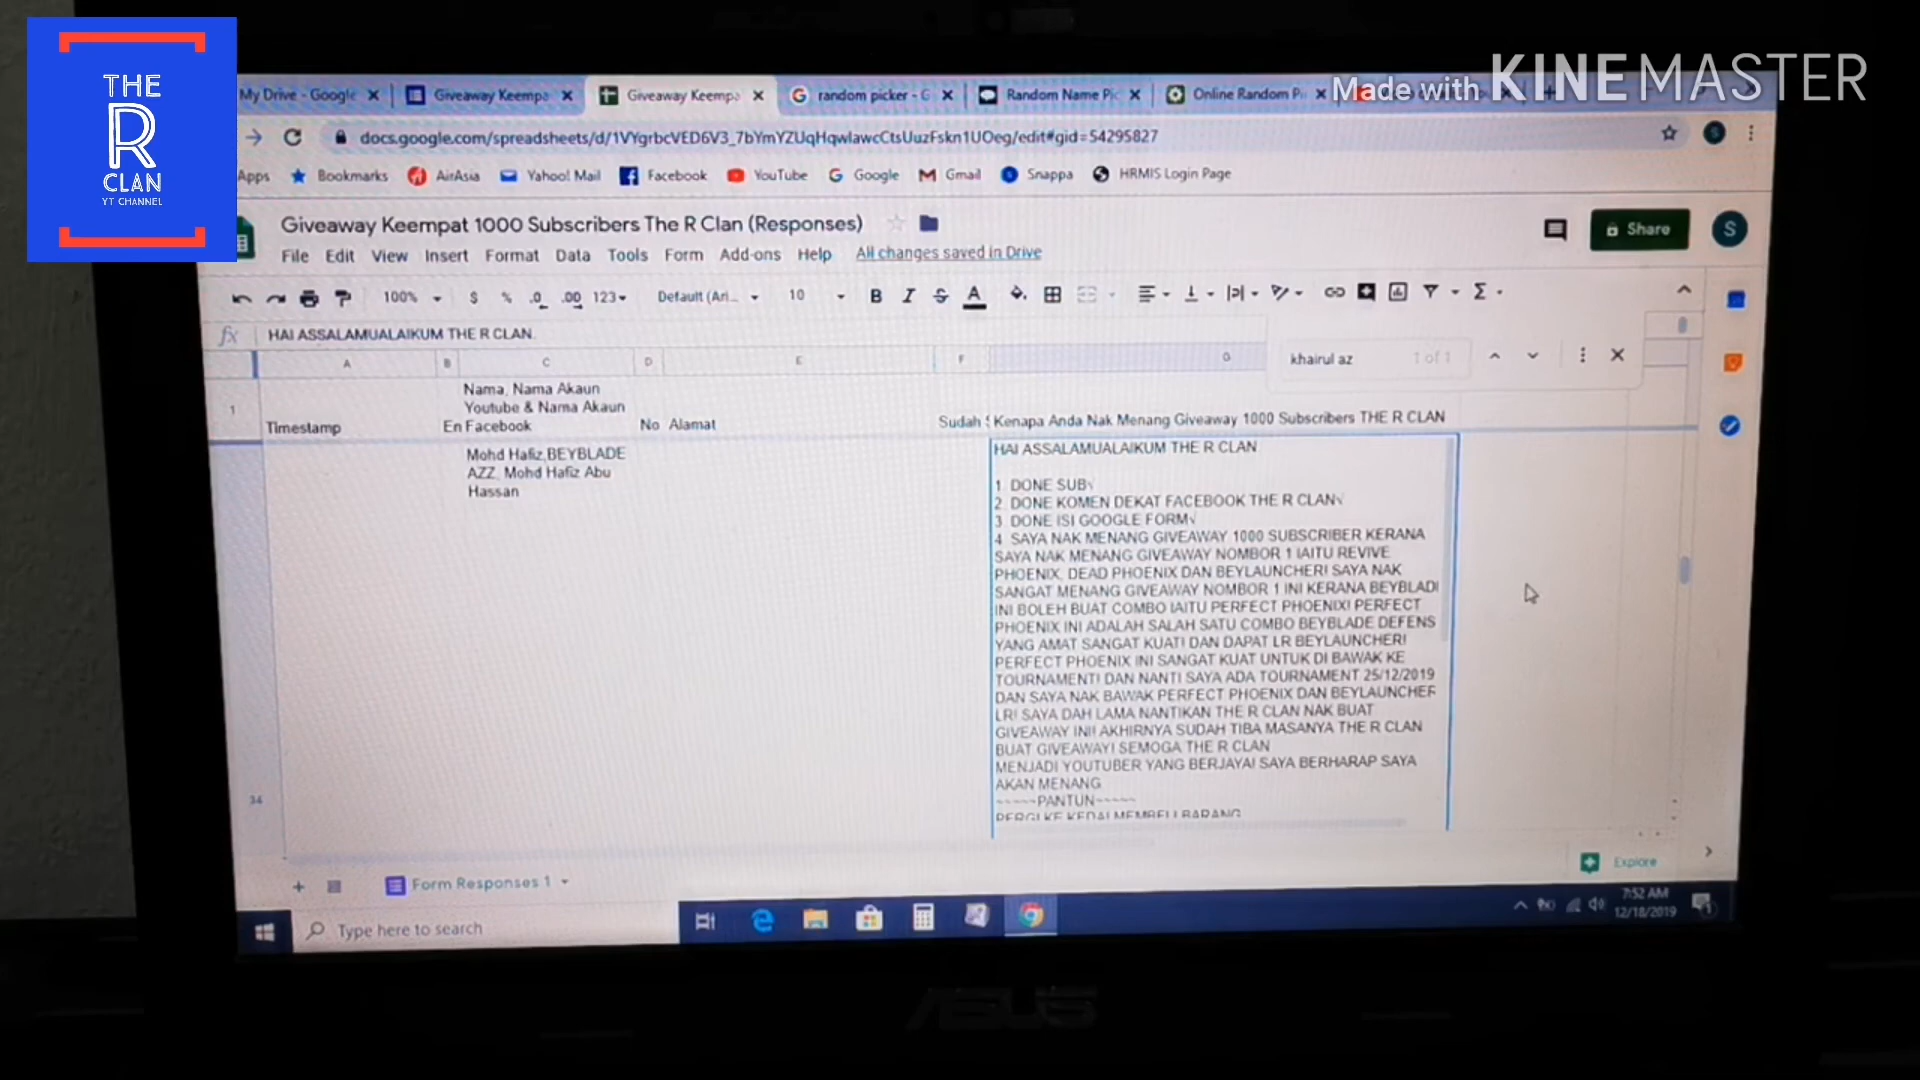 THE
R
CLAN
YT CHANNEL
Made with KINEMASTER
My Drive - Google
Giveaway Keempa
Giveaway Keempa
random picker - G
Random Name Pic
Online Random Pi
docs.google.com/spreadsheets/d/1VYgrbcVED6V3_7bYmYZUqHqwlawcCtsUuzFskn1UOeg/edit#gid=54295827
Apps Bookmarks AirAsia Yahoo! Mail Facebook YouTube Google Gmail Snappa HRMIS Login Page
Giveaway Keempat 1000 Subscribers The R Clan (Responses)
Share
S
File Edit View Insert Format Data Tools Form Add-ons Help All changes saved in Drive
100% $ % .0 .00 123 Default (Ari... 10 B I S A
fx HAI ASSALAMUALAIKUM THE R CLAN.
khairul az 1 of 1
A B C D E F G
1
Timestamp
En
Nama, Nama Akaun
Youtube & Nama Akaun
Facebook
No Alamat
Sudah S Kenapa Anda Nak Menang Giveaway 1000 Subscribers THE R CLAN
Mohd Hafiz,BEYBLADE
AZZ, Mohd Hafiz Abu
Hassan
HAI ASSALAMUALAIKUM THE R CLAN
1. DONE SUB√
2. DONE KOMEN DEKAT FACEBOOK THE R CLAN√
3. DONE ISI GOOGLE FORM√
4. SAYA NAK MENANG GIVEAWAY 1000 SUBSCRIBER KERANA
SAYA NAK MENANG GIVEAWAY NOMBOR 1 IAITU REVIVE
PHOENIX, DEAD PHOENIX DAN BEYLAUNCHER! SAYA NAK
SANGAT MENANG GIVEAWAY NOMBOR 1 INI KERANA BEYBLADE
INI BOLEH BUAT COMBO IAITU PERFECT PHOENIX! PERFECT
PHOENIX INI ADALAH SALAH SATU COMBO BEYBLADE DEFENS
YANG AMAT SANGAT KUAT! DAN DAPAT LR BEYLAUNCHER!
PERFECT PHOENIX INI SANGAT KUAT UNTUK DI BAWAK KE
TOURNAMENT! DAN NANTI SAYA ADA TOURNAMENT 25/12/2019
DAN SAYA NAK BAWAK PERFECT PHOENIX DAN BEYLAUNCHER
LR! SAYA DAH LAMA NANTIKAN THE R CLAN NAK BUAT
GIVEAWAY INI! AKHIRNYA SUDAH TIBA MASANYA THE R CLAN
BUAT GIVEAWAY! SEMOGA THE R CLAN
MENJADI YOUTUBER YANG BERJAYA! SAYA BERHARAP SAYA
AKAN MENANG
~~~~~PANTUN~~~~~
PERGI KE KEDAI MEMBELI BARANG
34
Form Responses 1
Explore
Type here to search
7:52 AM
12/18/2019
ASUS